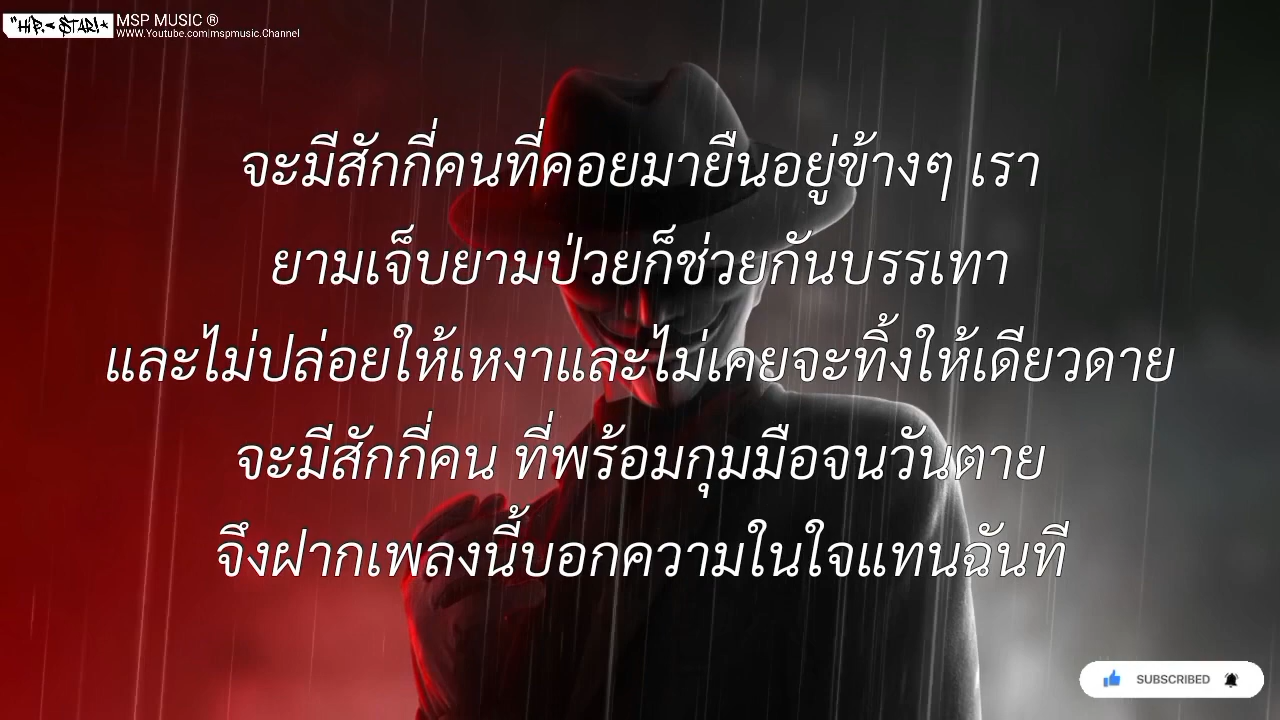 "HIP. STAR!
MSP MUSIC ®
WWW.Youtube.com|mspmusic.Channel
จะมีสักกี่คนที่คอยมายืนอยู่ข้างๆ เรา
ยามเจ็บยามป่วยก็ช่วยกันบรรเทา
และไม่ปล่อยให้เหงาและไม่เคยจะทิ้งให้เดียวดาย
จะมีสักกี่คน ที่พร้อมกุมมือจนวันตาย
จึงฝากเพลงนี้บอกความในใจแทนฉันที
SUBSCRIBED